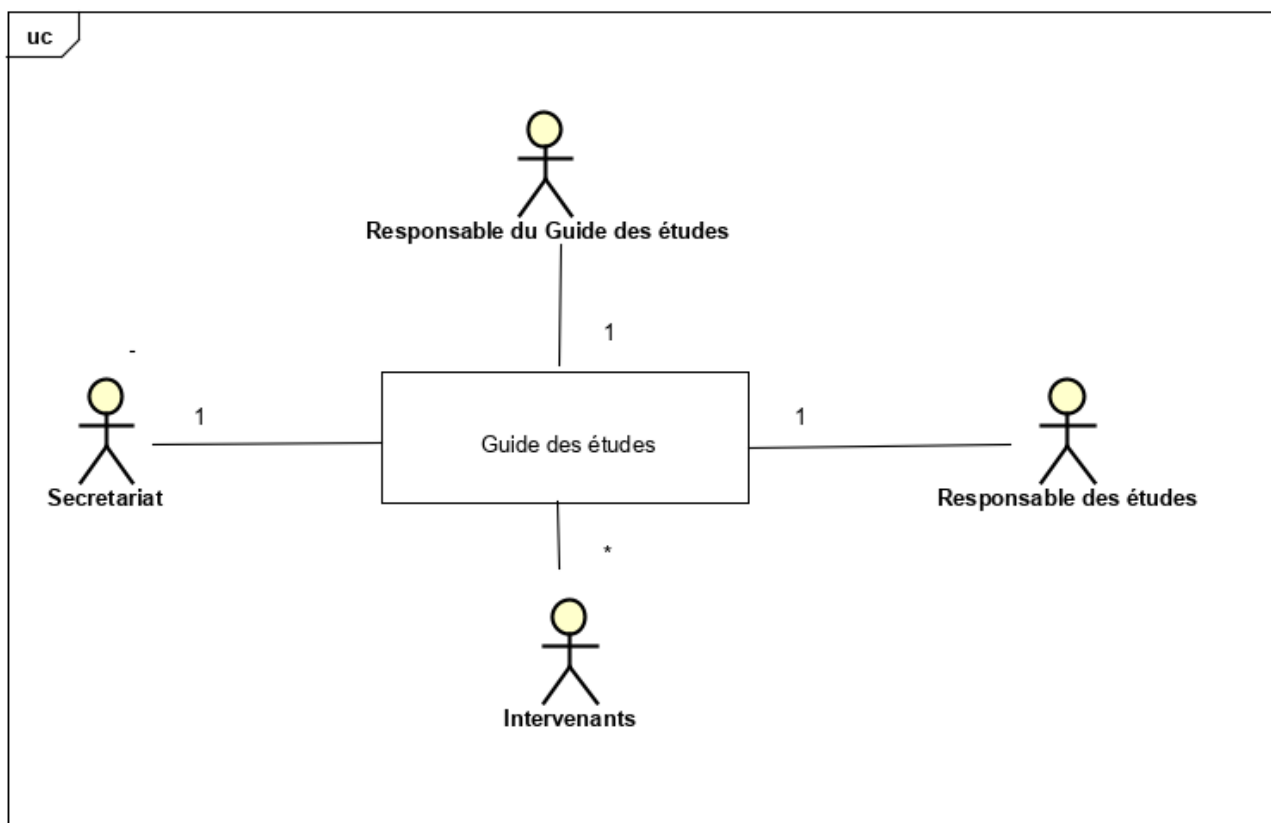 uc
Responsable du Guide des études
1
-
1
1
Guide des études
Secretariat
Responsable des études
*
Intervenants